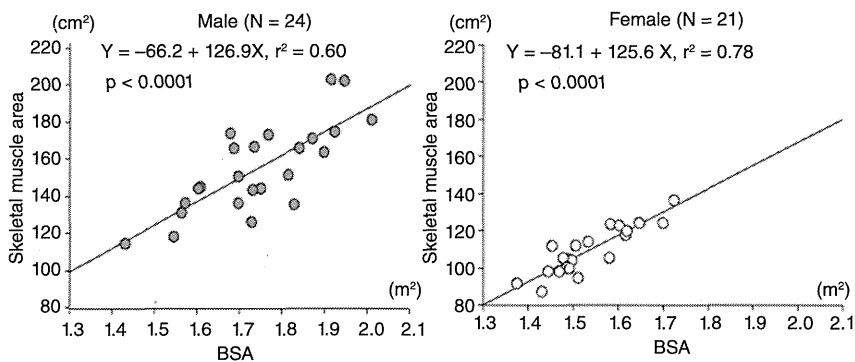 (cm²) Male (N = 24)
Y = –66.2 + 126.9X, r² = 0.60
p < 0.0001
Skeletal muscle area
220
200
180
160
140
120
100
80
(m²)
1.3 1.4 1.5 1.6 1.7 1.8 1.9 2.0 2.1
BSA
(cm²) Female (N = 21)
Y = –81.1 + 125.6 X, r² = 0.78
p < 0.0001
Skeletal muscle area
220
200
180
160
140
120
100
80
(m²)
1.3 1.4 1.5 1.6 1.7 1.8 1.9 2.0 2.1
BSA